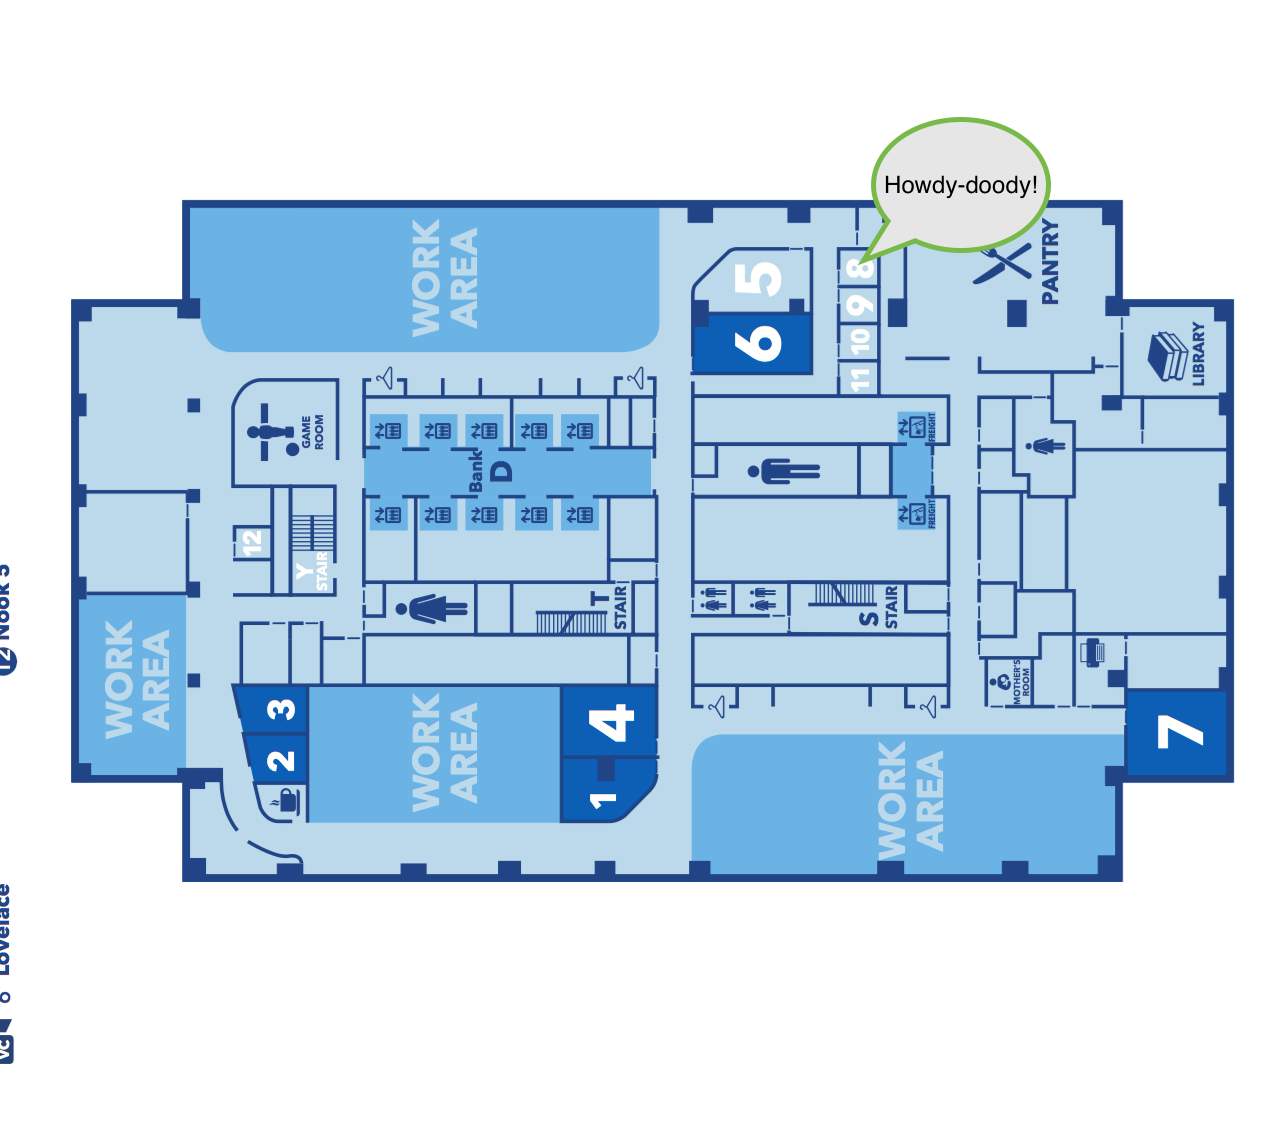 Howdy-doody!
WORK
AREA
PANTRY
5
8
9
6
10
11
LIBRARY
GAME
ROOM
Bank
D
FREIGHT
FREIGHT
12
Y
STAIR
T
STAIR
S
STAIR
12 Nook 5
WORK
AREA
MOTHER'S
ROOM
3
2
WORK
AREA
4
1
7
WORK
AREA
Lovelace
6
VC